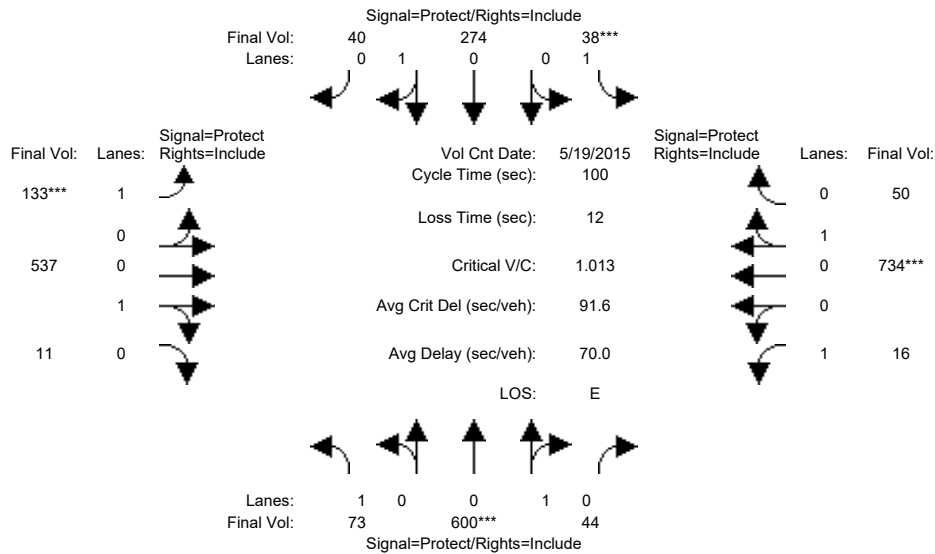 Signal=Protect/Rights=Include
Final Vol: 40 274 38***
Lanes: 0 1 0 0 1
Signal=Protect Signal=Protect
Final Vol: Lanes: Rights=Include Vol Cnt Date: 5/19/2015 Rights=Include Lanes: Final Vol:
Cycle Time (sec): 100
133*** 1 0 50
Loss Time (sec): 12
0 1
537 0 Critical V/C: 1.013 0 734***
1 Avg Crit Del (sec/veh): 91.6 0
11 0 Avg Delay (sec/veh): 70.0 1 16
LOS: E
Lanes: 1 0 0 1 0
Final Vol: 73 600*** 44
Signal=Protect/Rights=Include